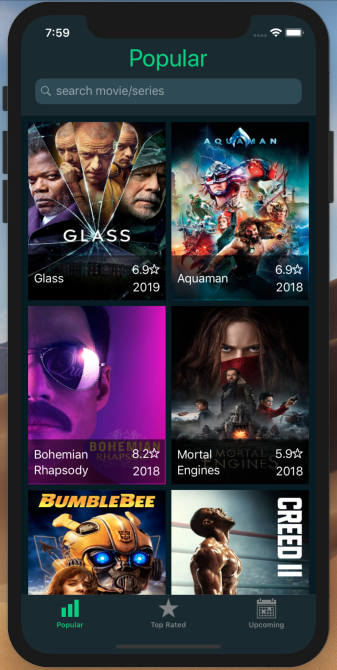 7:59
Popular
search movie/series
GLASS
Glass
6.9☆
2019
AQUAMAN
Aquaman
6.9☆
2018
BOHEMIAN
RHAPSODY
Bohemian
Rhapsody
8.2☆
2018
MORTAL
ENGINES
Mortal
Engines
5.9☆
2018
BUMBLEBEE
CREED II
Popular
Top Rated
Upcoming